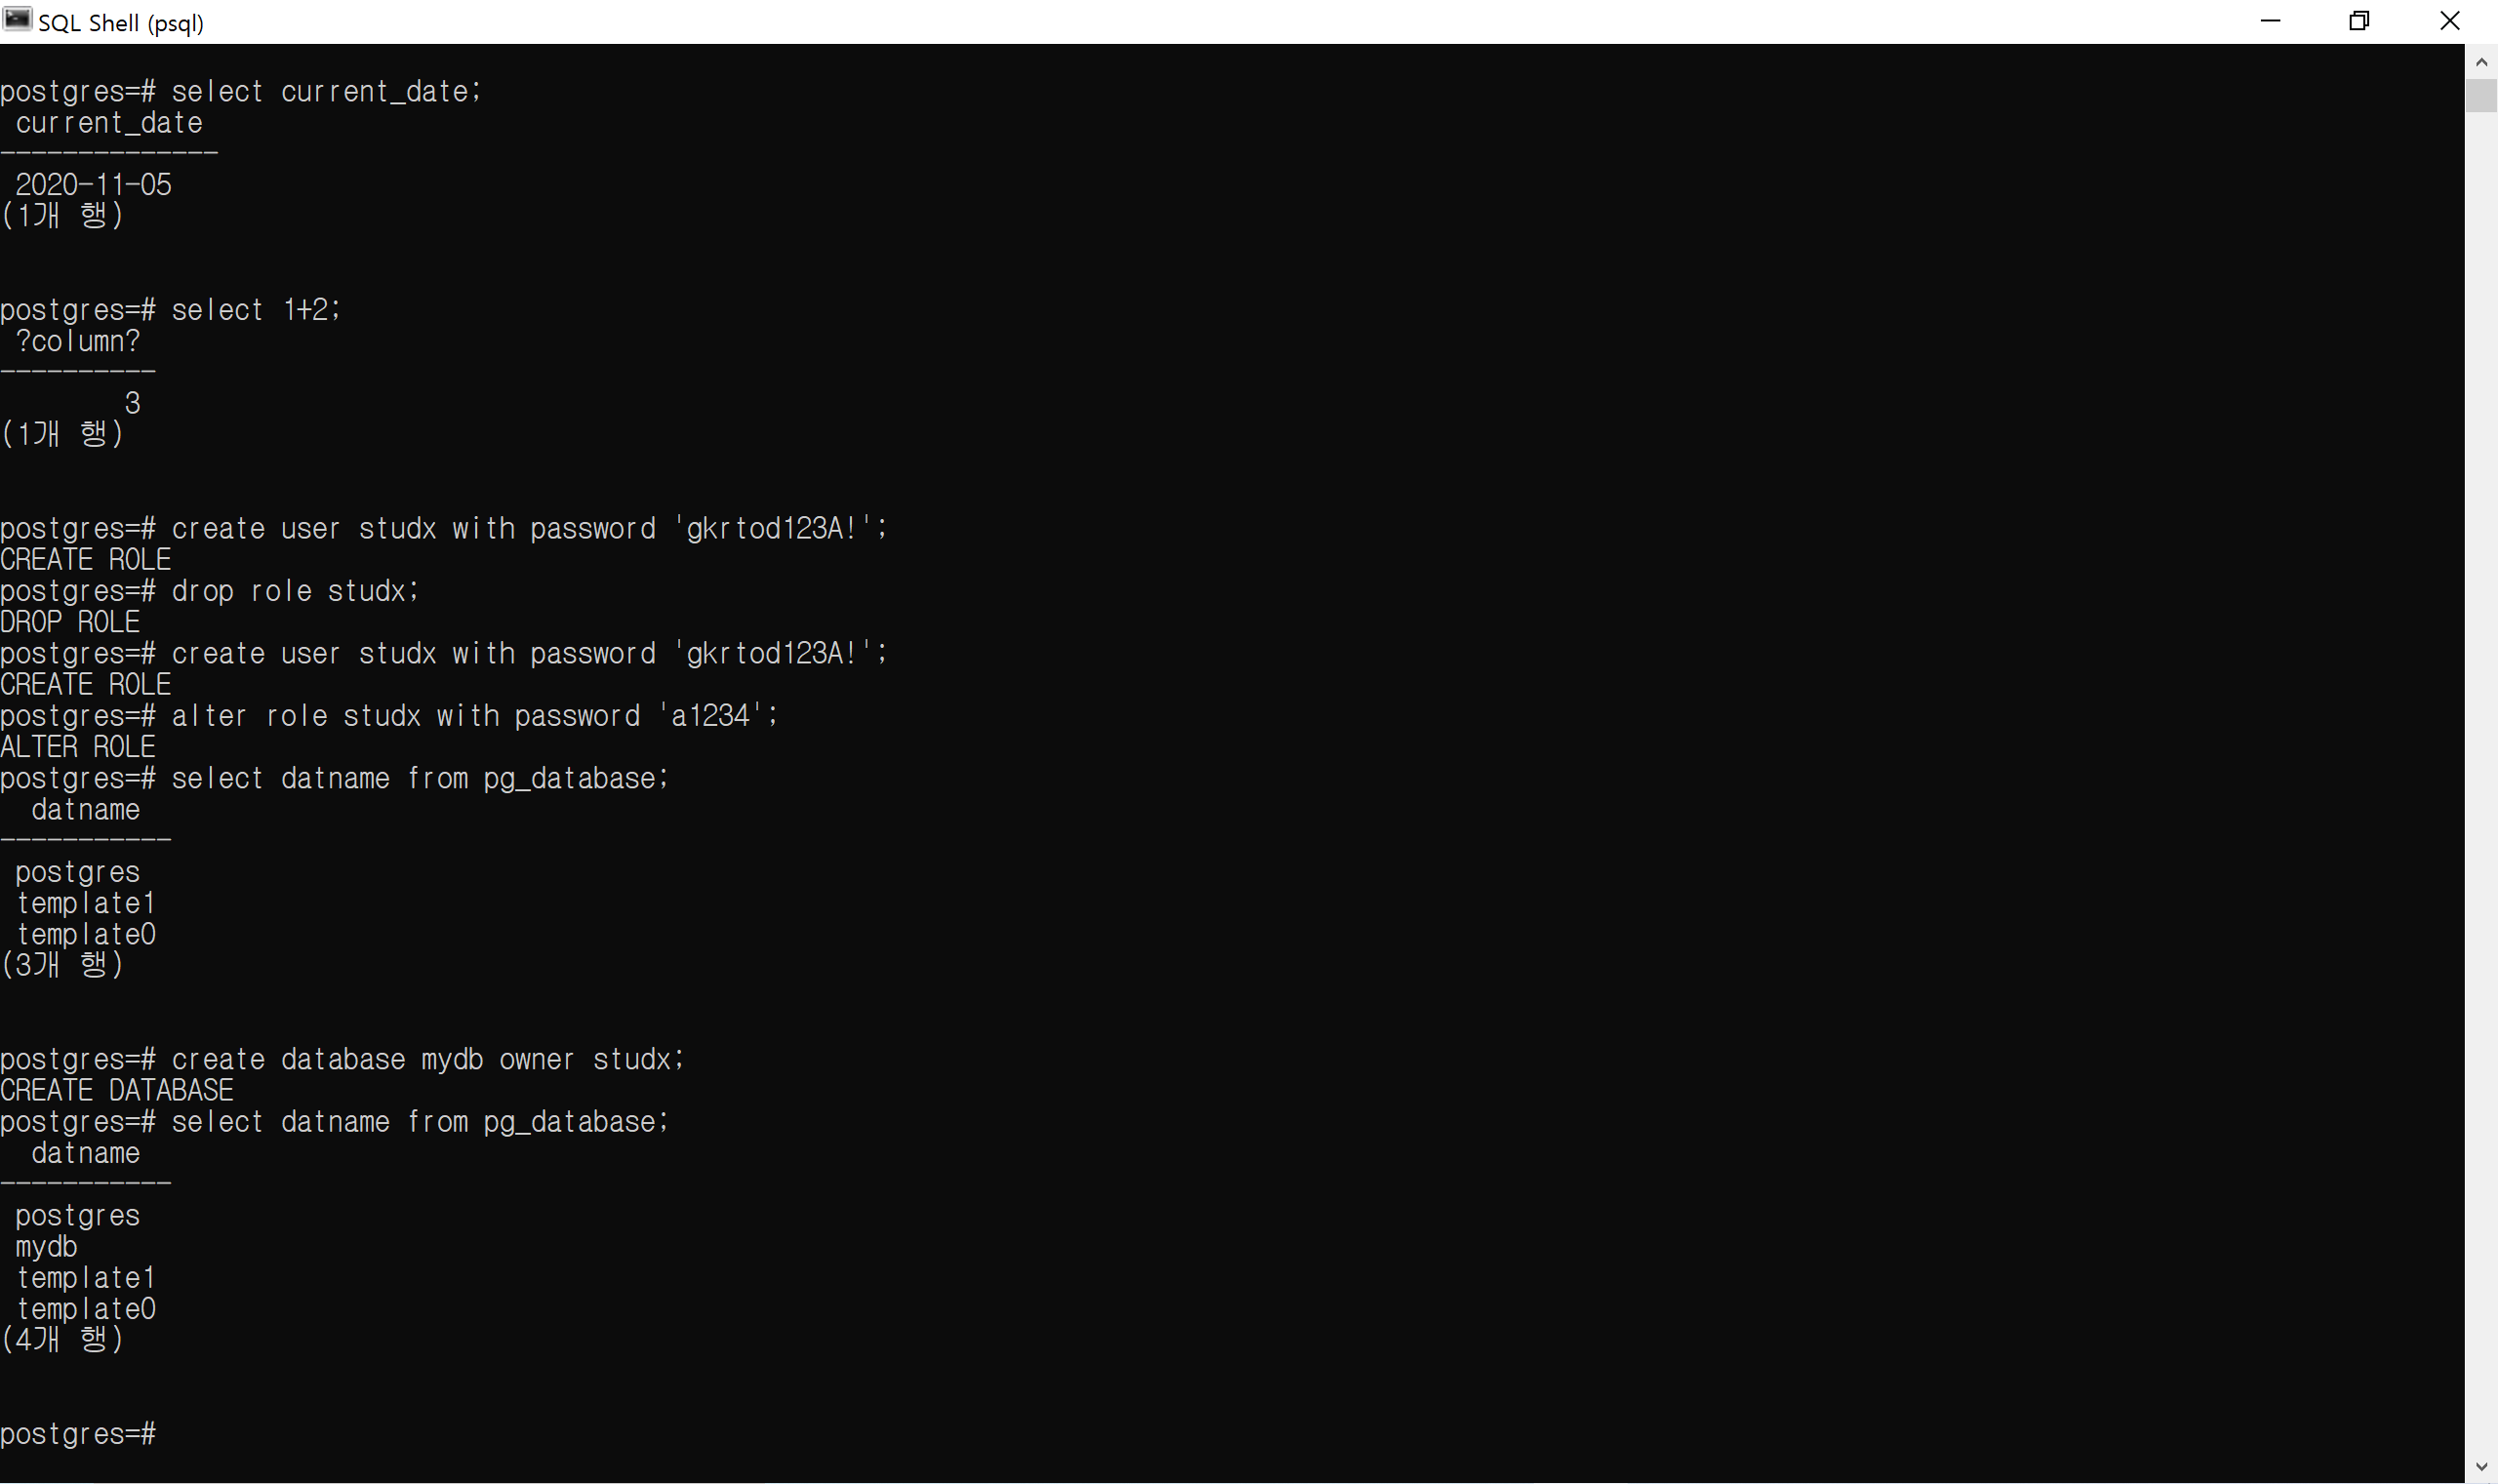 SQL Shell (psql)
postgres=# select current_date;
 current_date
--------------
 2020-11-05
(1개 행)
postgres=# select 1+2;
 ?column?
----------
        3
(1개 행)
postgres=# create user studx with password 'gkrtod123A!';
CREATE ROLE
postgres=# drop role studx;
DROP ROLE
postgres=# create user studx with password 'gkrtod123A!';
CREATE ROLE
postgres=# alter role studx with password 'a1234';
ALTER ROLE
postgres=# select datname from pg_database;
  datname
-----------
 postgres
 template1
 template0
(3개 행)
postgres=# create database mydb owner studx;
CREATE DATABASE
postgres=# select datname from pg_database;
  datname
-----------
 postgres
 mydb
 template1
 template0
(4개 행)
postgres=#